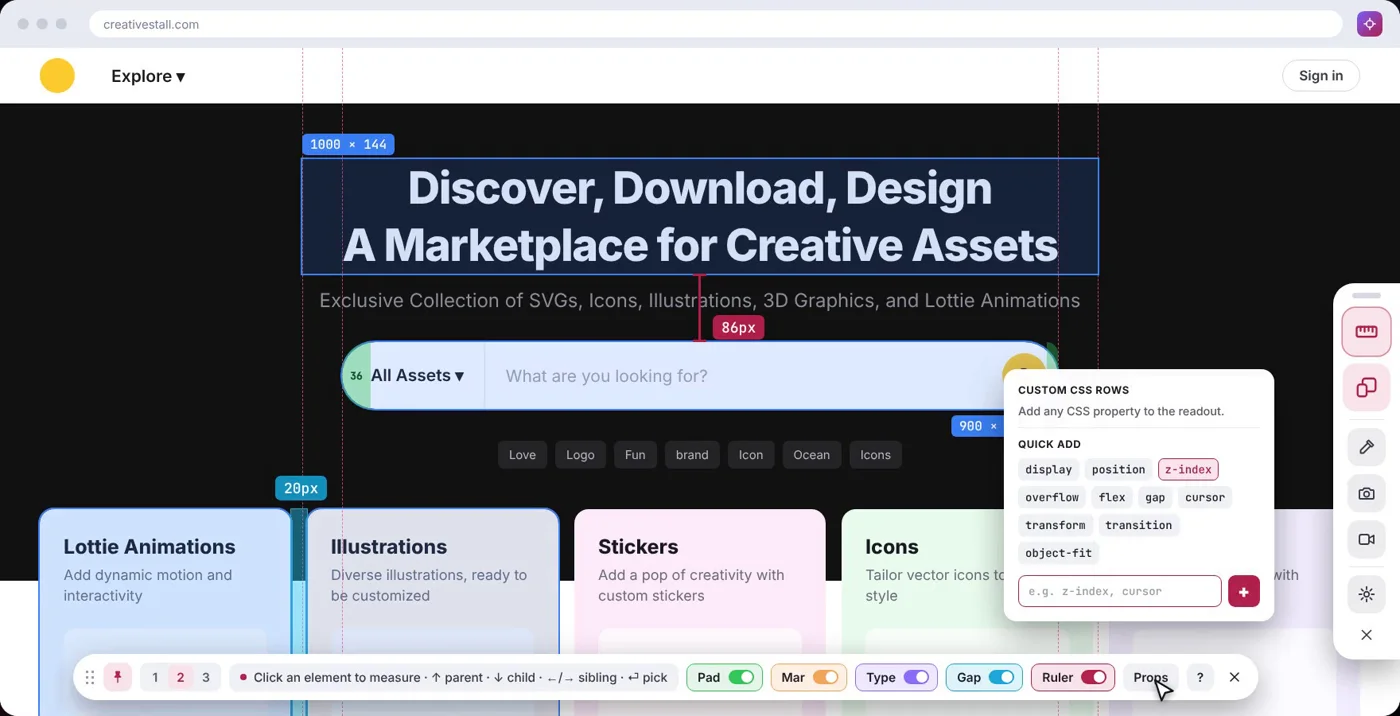 creativestall.com
Explore ▾
Sign in
1000 × 144
Discover, Download, Design
A Marketplace for Creative Assets
Exclusive Collection of SVGs, Icons, Illustrations, 3D Graphics, and Lottie Animations
86px
36
All Assets ▾
What are you looking for?
900 ×
Love
Logo
Fun
brand
Icon
Ocean
Icons
CUSTOM CSS ROWS
Add any CSS property to the readout.
QUICK ADD
display position z-index
overflow flex gap cursor
transform transition
object-fit
e.g. z-index, cursor
+
20px
Lottie Animations
Add dynamic motion and
interactivity
Illustrations
Diverse illustrations, ready to
be customized
Stickers
Add a pop of creativity with
custom stickers
Icons
Tailor vector icons to
style
with
1 2 3
Click an element to measure · ↑ parent · ↓ child · ←/→ sibling · ⏎ pick
Pad
Mar
Type
Gap
Ruler
Props
?